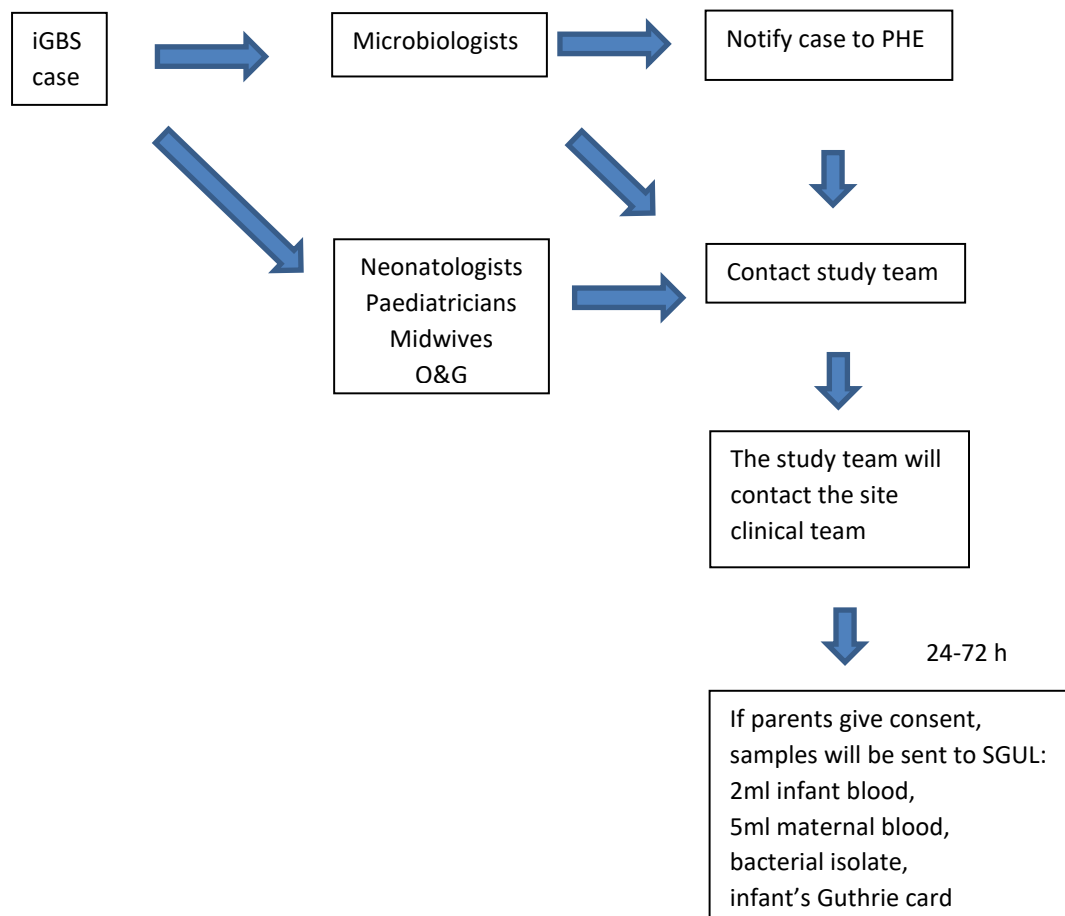 iGBS
case
Microbiologists
Notify case to PHE
Neonatologists
Paediatricians
Midwives
O&G
Contact study team
The study team will
contact the site
clinical team
24-72 h
If parents give consent,
samples will be sent to SGUL:
2ml infant blood,
5ml maternal blood,
bacterial isolate,
infant’s Guthrie card